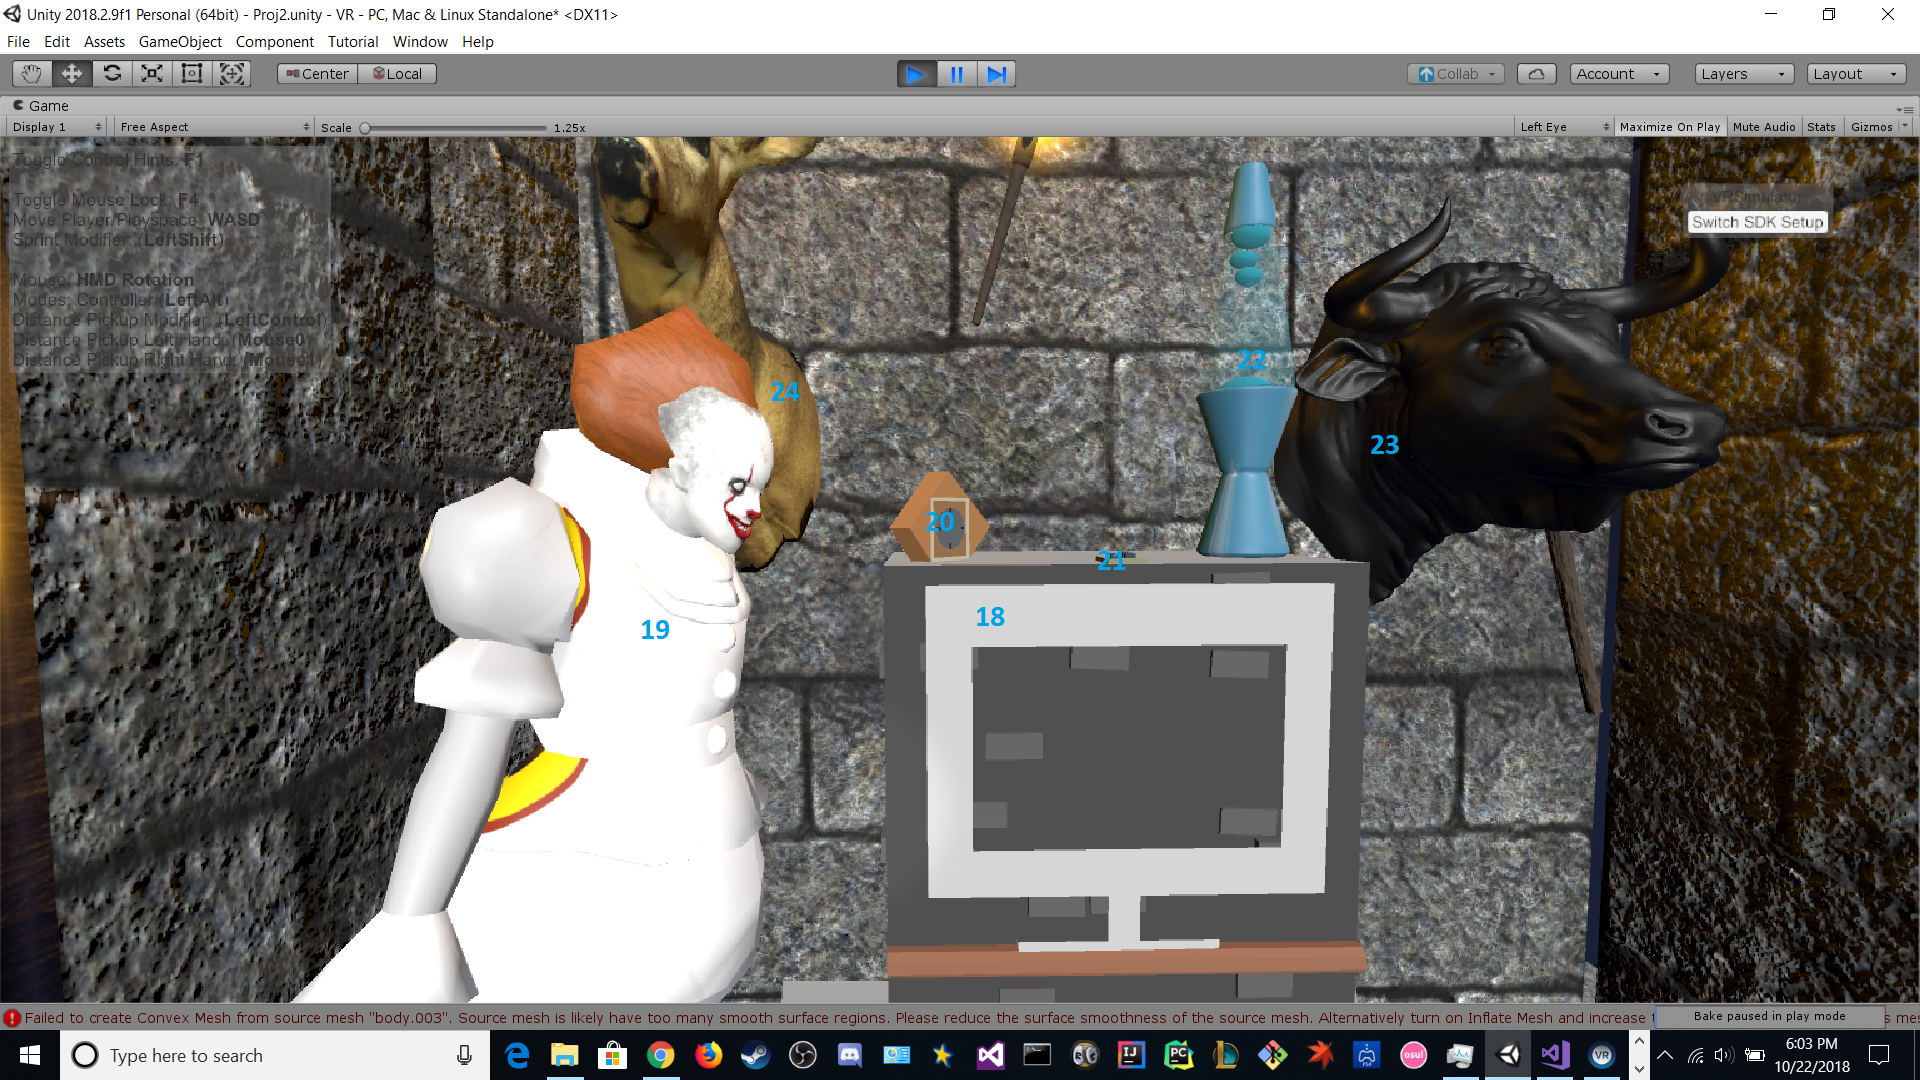 Unity 2018.2.9f1 Personal (64bit) - Proj2.unity - VR - PC, Mac & Linux Standalone* <DX11>
File Edit Assets GameObject Component Tutorial Window Help
Center Local Collab Account Layers Layout
Game
Display 1 Free Aspect Scale 1.25x Left Eye Maximize On Play Mute Audio Stats Gizmos
Toggle Control Hints: F1
Toggle Mouse Lock: F4
Move Player/Playspace: WASD
Sprint Modifier: (LeftShift)
Mouse: HMD Rotation
Modes: Controller (LeftAlt)
Distance Pickup Modifier: (LeftControl)
Distance Pickup Left Hand: (Mouse0)
Distance Pickup Right Hand: (Mouse1)
VRSimulator
Switch SDK Setup
22
24
23
20
21
18
19
Failed to create Convex Mesh from source mesh "body.003". Source mesh is likely have too many smooth surface regions. Please reduce the surface smoothness of the source mesh. Alternatively turn on Inflate Mesh and increase
Bake paused in play mode
Type here to search
PC
IJ
osu!
VR
6:03 PM
10/22/2018